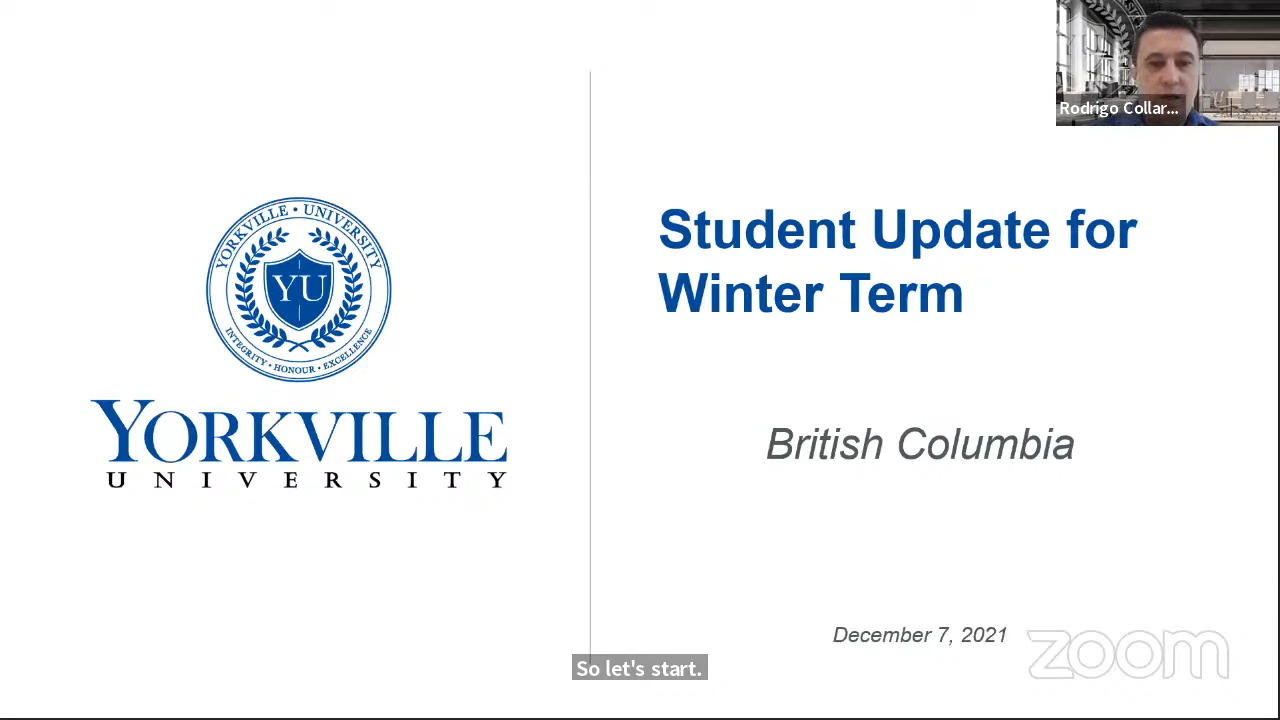 Rodrigo Collar...
YORKVILLE • UNIVERSITY
YU
INTEGRITY • HONOUR • EXCELLENCE
YORKVILLE
UNIVERSITY
Student Update for
Winter Term
British Columbia
December 7, 2021
zoom
So let's start.